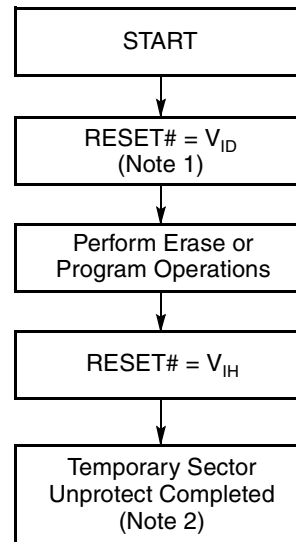 START
RESET# = V_ID
(Note 1)
Perform Erase or
Program Operations
RESET# = V_IH
Temporary Sector
Unprotect Completed
(Note 2)